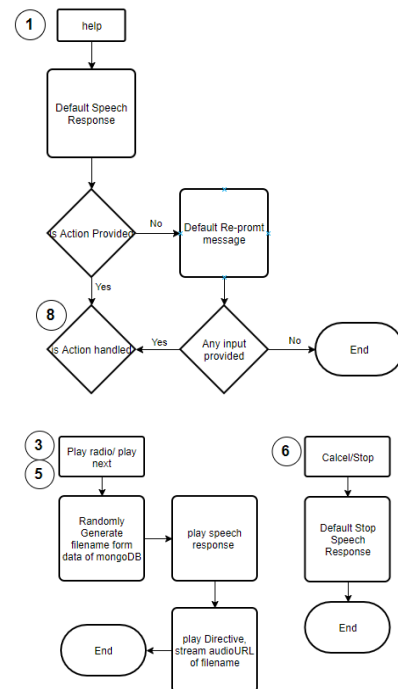 1
help
Default Speech
Response
Is Action Provided
No
Default Re-promt
message
Yes
8
Is Action handled
Yes
Any input
provided
No
End
3
5
Play radio/ play
next
6
Calcel/Stop
Randomly
Generate
filename form
data of mongoDB
play speech
response
Default Stop
Speech
Response
End
play Directive,
stream audioURL
of filename
End